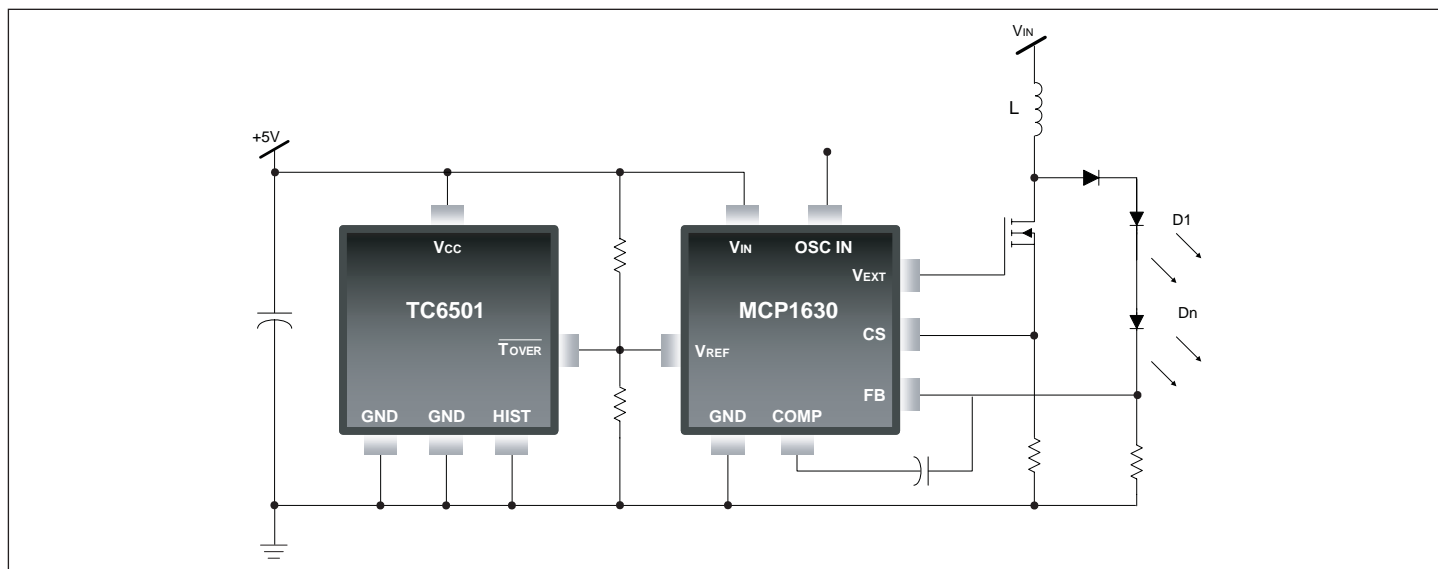 VIN
L
+5V
D1
VCC
VIN
OSC IN
VEXT
TC6501
MCP1630
Dn
CS
TOVER
VREF
FB
GND
GND
HIST
GND
COMP